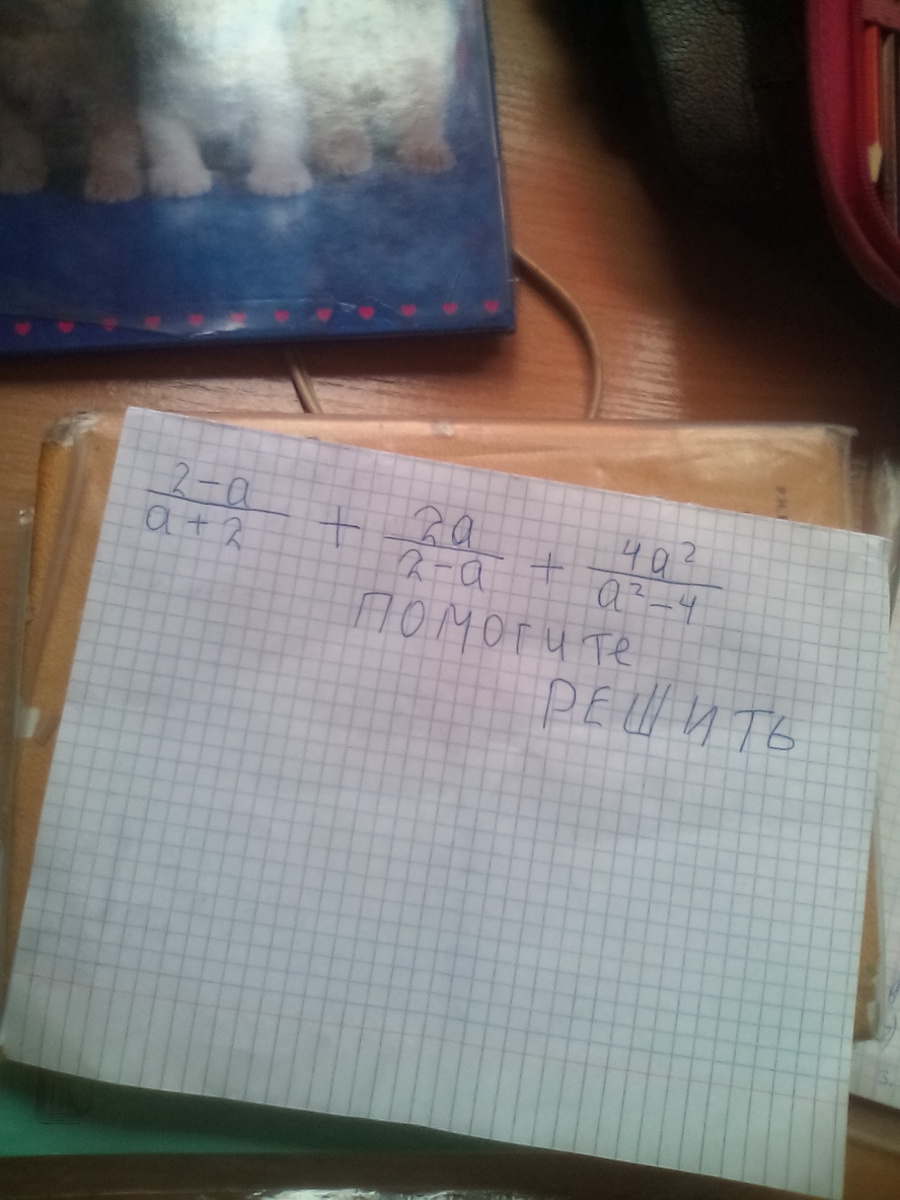 2-a/a+2 + 2a/2-a + 4a²/a²-4
помогите
РЕШИТЬ